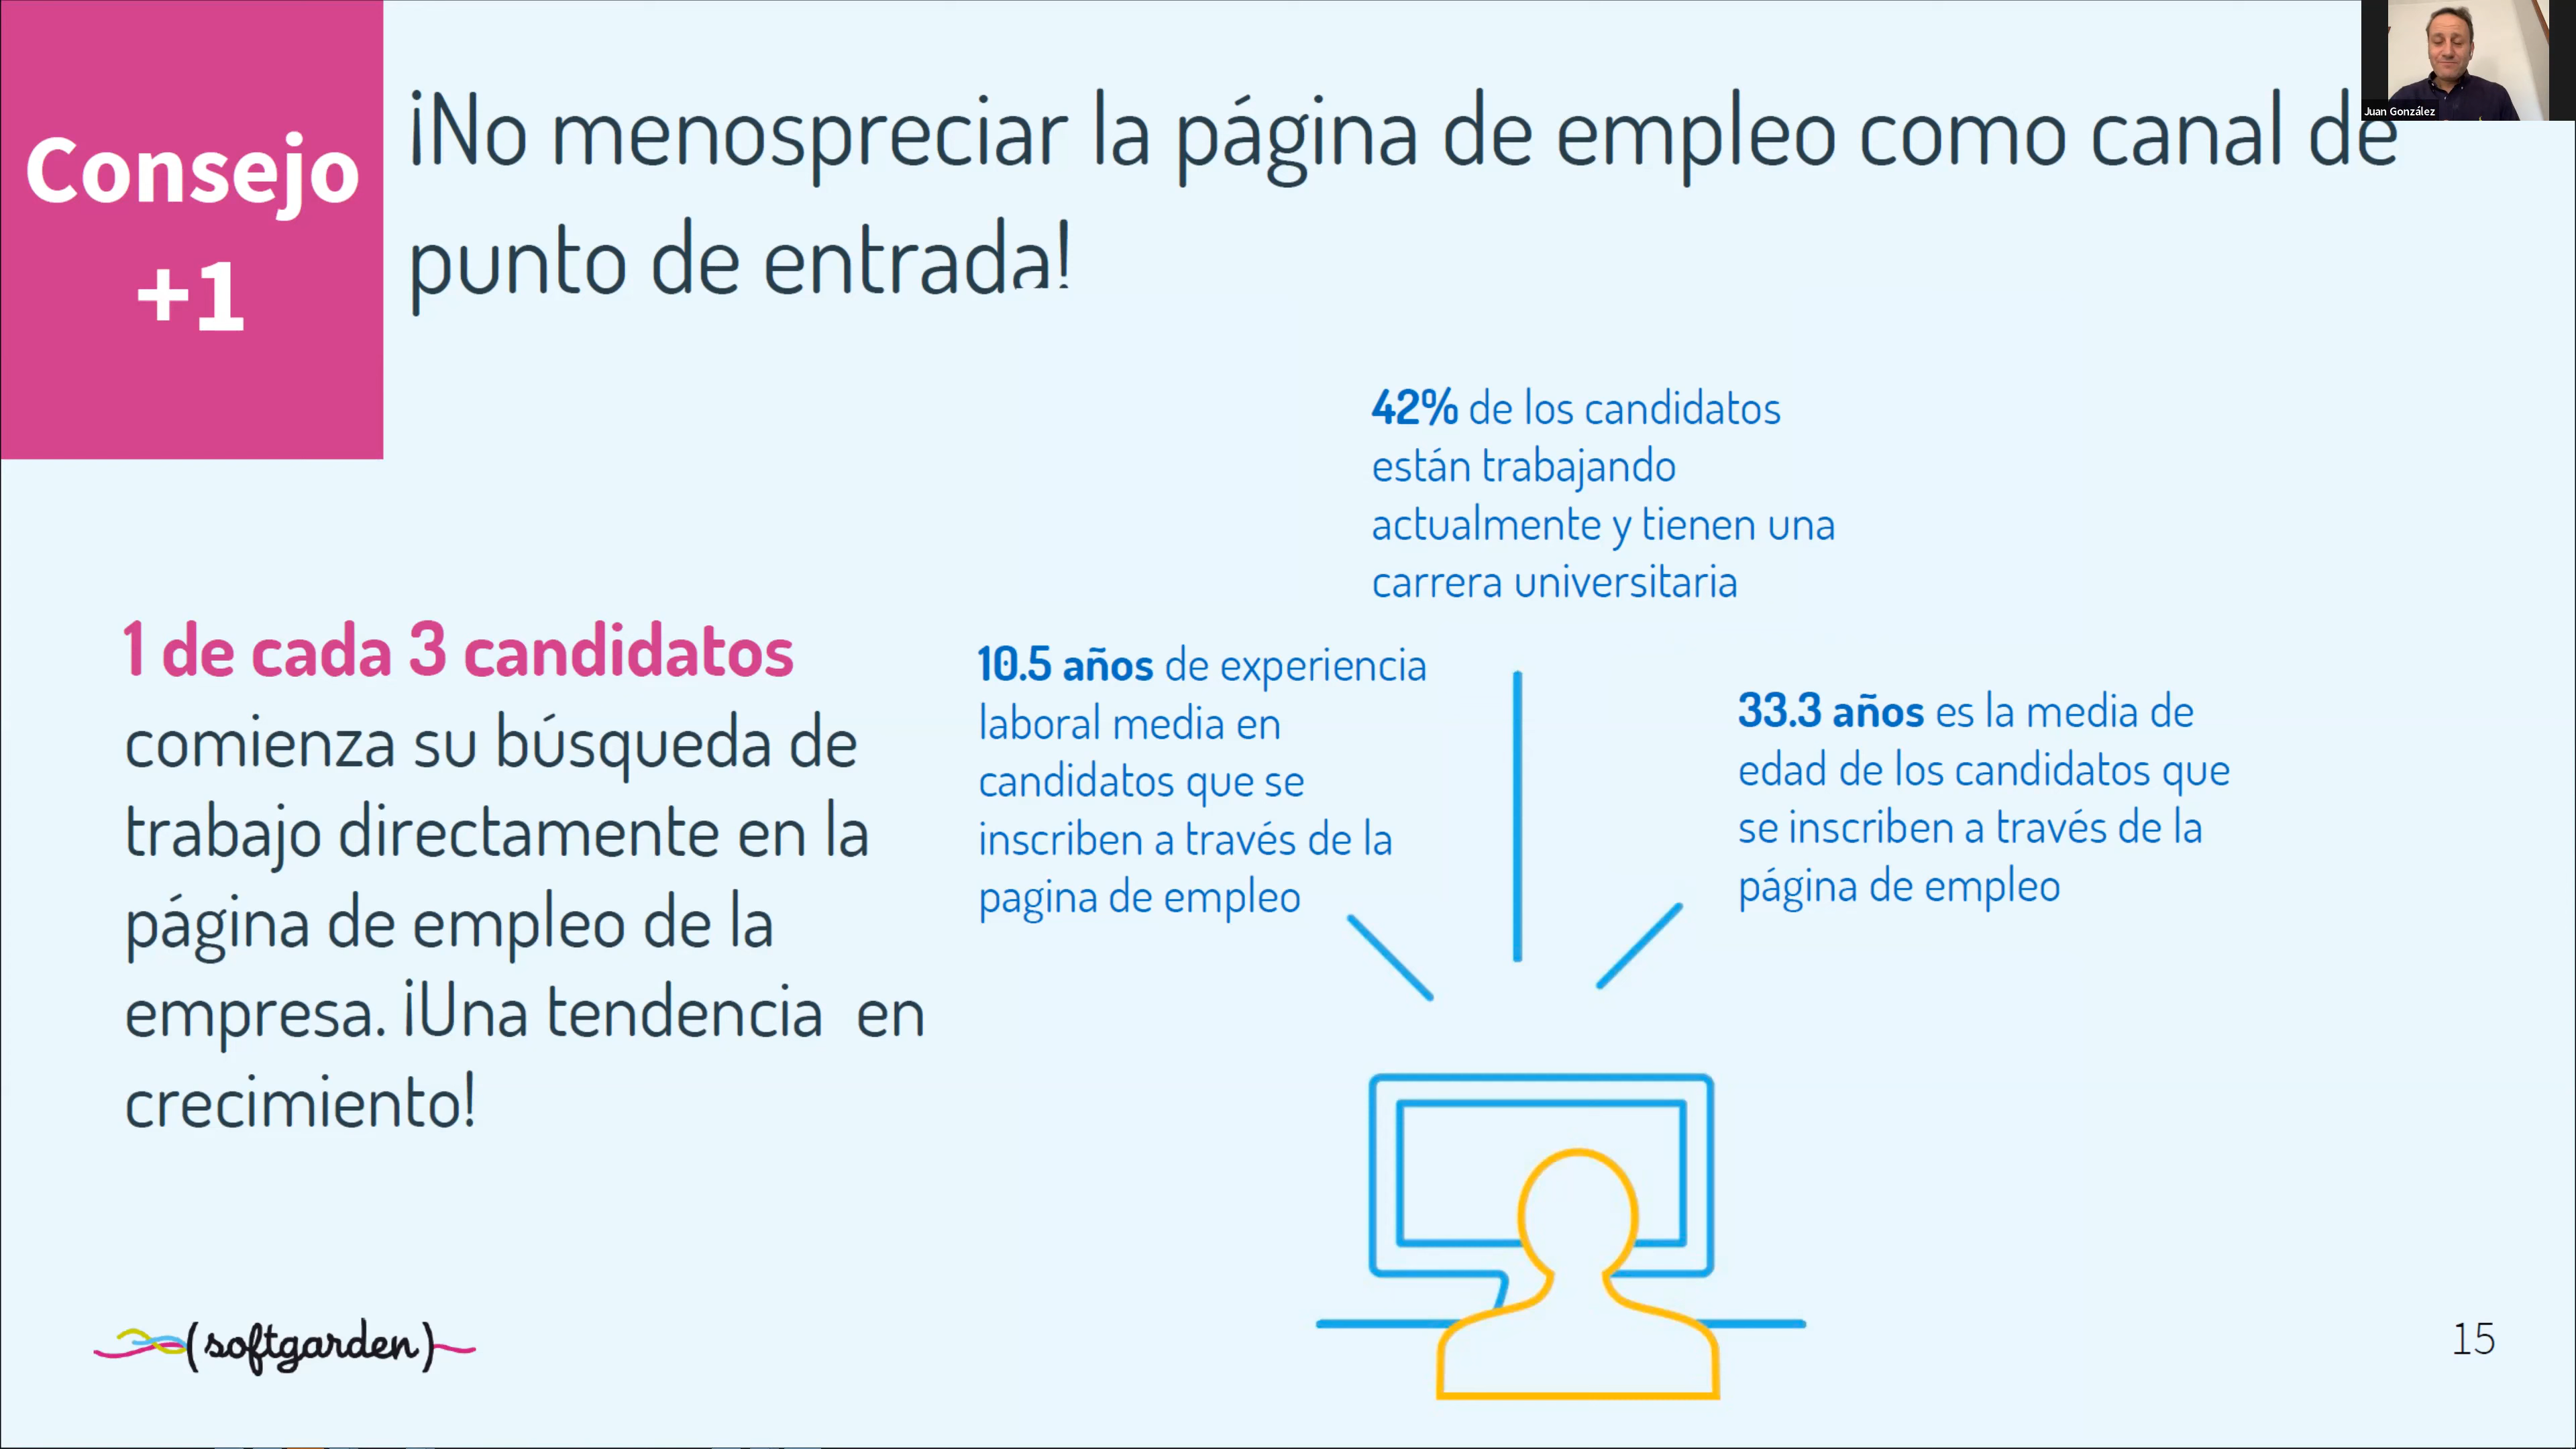 Consejo
+1
¡No menospreciar la página de empleo como canal de
punto de entrada!
Juan González
42% de los candidatos
están trabajando
actualmente y tienen una
carrera universitaria
1 de cada 3 candidatos
comienza su búsqueda de
trabajo directamente en la
página de empleo de la
empresa. ¡Una tendencia en
crecimiento!
10.5 años de experiencia
laboral media en
candidatos que se
inscriben a través de la
pagina de empleo
33.3 años es la media de
edad de los candidatos que
se inscriben a través de la
página de empleo
(softgarden)
15